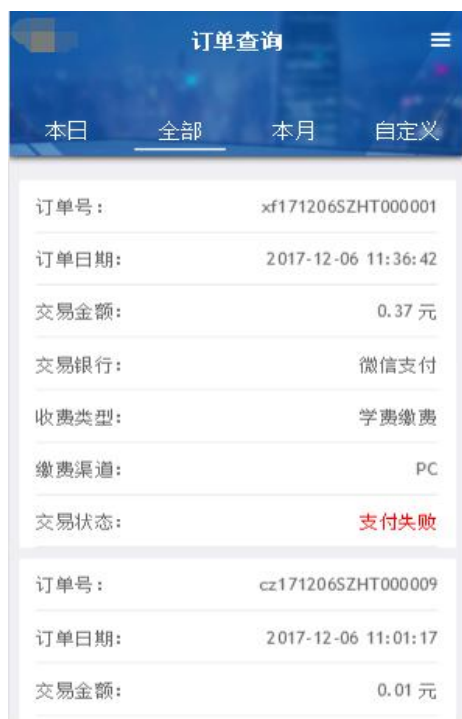 订单查询
本日 全部 本月 自定义
订单号: xf171206SZHT000001
订单日期: 2017-12-06 11:36:42
交易金额: 0.37 元
交易银行: 微信支付
收费类型: 学费缴费
缴费渠道: PC
交易状态: 支付失败
订单号: cz171206SZHT000009
订单日期: 2017-12-06 11:01:17
交易金额: 0.01 元